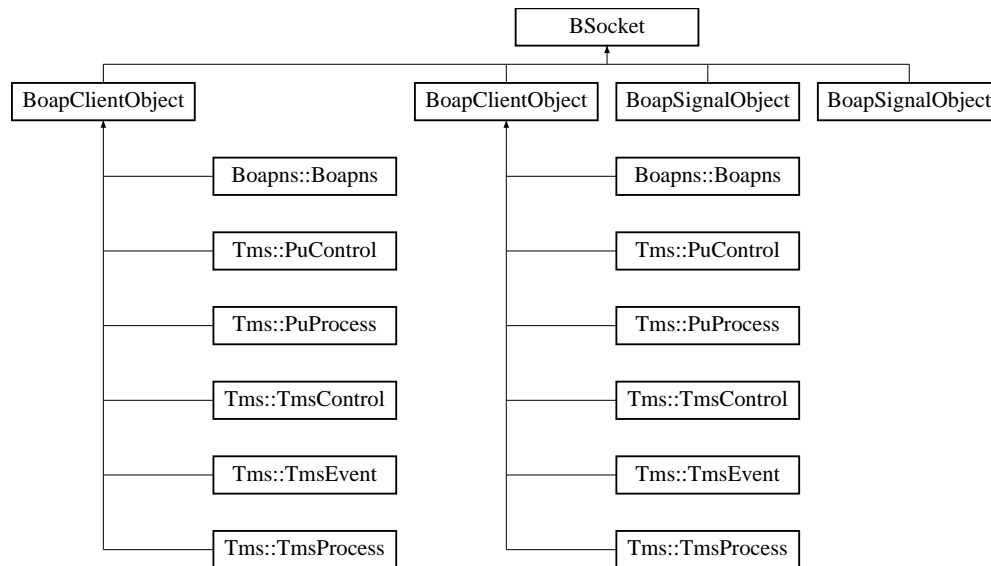 BSocket
BoapClientObject BoapClientObject BoapSignalObject BoapSignalObject
Boapns::Boapns Boapns::Boapns
Tms::PuControl Tms::PuControl
Tms::PuProcess Tms::PuProcess
Tms::TmsControl Tms::TmsControl
Tms::TmsEvent Tms::TmsEvent
Tms::TmsProcess Tms::TmsProcess